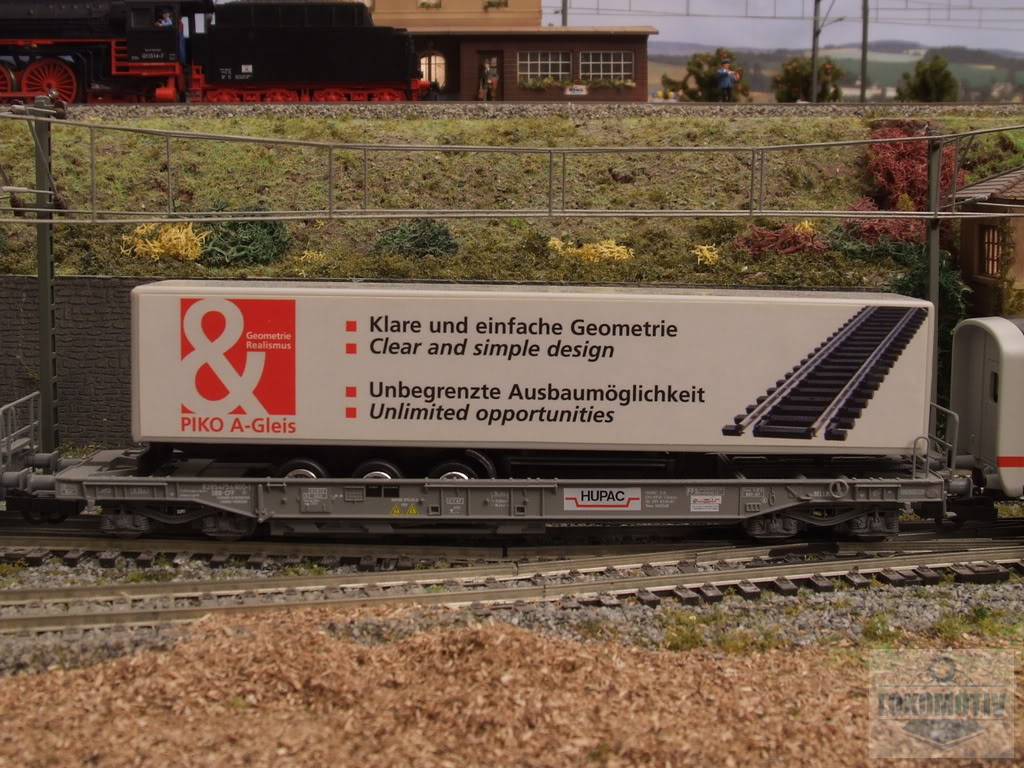 &
Geometrie
Realismus
PIKO A-Gleis
Klare und einfache Geometrie
Clear and simple design
Unbegrenzte Ausbaumöglichkeit
Unlimited opportunities
HUPAC
LOKOMOTIV